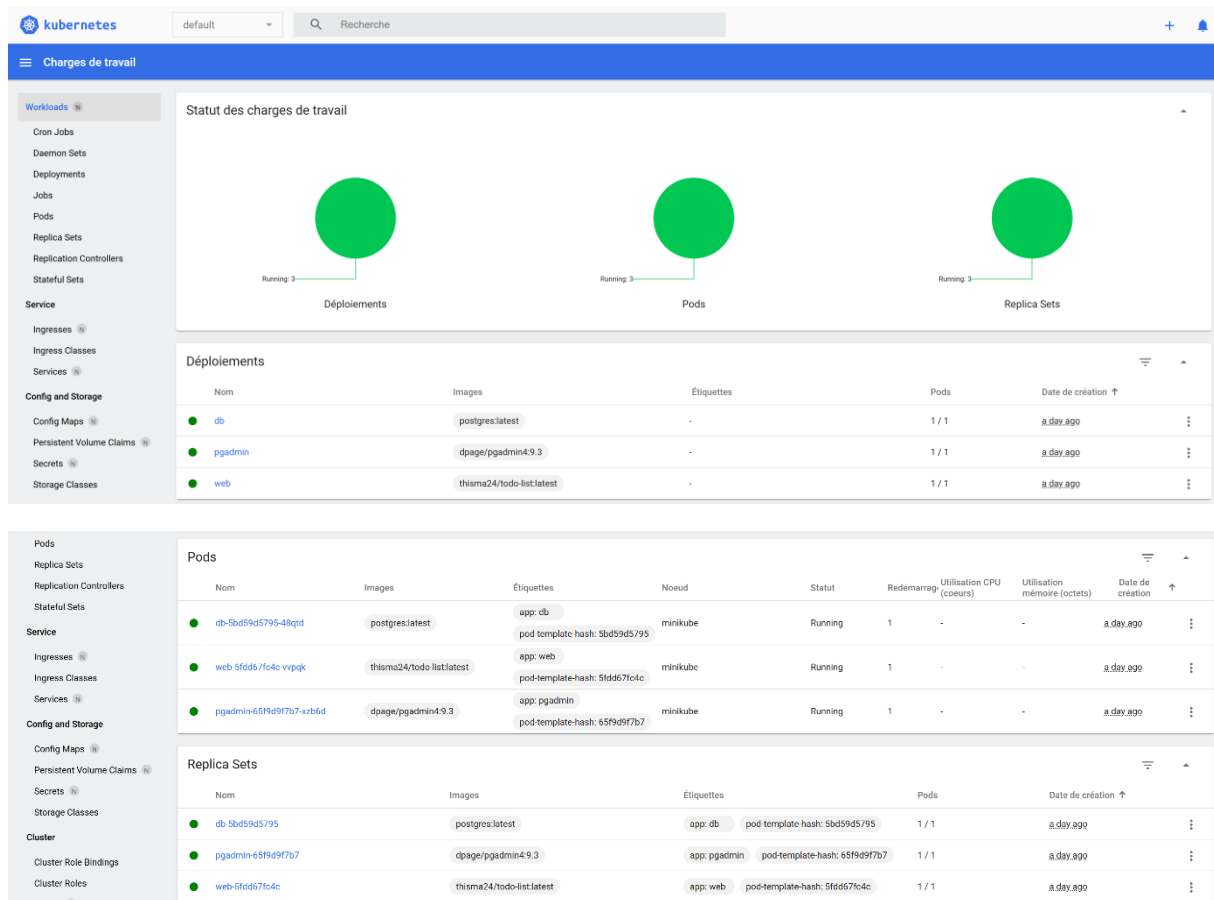 kubernetes
default
Recherche
Charges de travail
Workloads N
Cron Jobs
Daemon Sets
Deployments
Jobs
Pods
Replica Sets
Replication Controllers
Stateful Sets
Service
Ingresses N
Ingress Classes
Services N
Config and Storage
Config Maps N
Persistent Volume Claims N
Secrets N
Storage Classes
Statut des charges de travail
Running: 3
Déploiements
Running: 3
Pods
Running: 3
Replica Sets
Déploiements
Nom Images Étiquettes Pods Date de création
db postgres:latest - 1 / 1 a day ago
pgadmin dpage/pgadmin4:9.3 - 1 / 1 a day ago
web thisma24/todo-list:latest - 1 / 1 a day ago
Pods
Replica Sets
Replication Controllers
Stateful Sets
Service
Ingresses N
Ingress Classes
Services N
Config and Storage
Config Maps N
Persistent Volume Claims N
Secrets N
Storage Classes
Cluster
Cluster Role Bindings
Cluster Roles
Pods
Nom Images Étiquettes Noeud Statut Redémarrag Utilisation CPU (coeurs) Utilisation mémoire (octets) Date de création
db-5bd59d5795-48qtd postgres:latest app: db pod-template-hash: 5bd59d5795 minikube Running 1 - - a day ago
web-5fdd67fc4c-vvpqk thisma24/todo-list:latest app: web pod-template-hash: 5fdd67fc4c minikube Running 1 - - a day ago
pgadmin-65f9d9f7b7-xzb6d dpage/pgadmin4:9.3 app: pgadmin pod-template-hash: 65f9d9f7b7 minikube Running 1 - - a day ago
Replica Sets
Nom Images Étiquettes Pods Date de création
db-5bd59d5795 postgres:latest app: db pod-template-hash: 5bd59d5795 1 / 1 a day ago
pgadmin-65f9d9f7b7 dpage/pgadmin4:9.3 app: pgadmin pod-template-hash: 65f9d9f7b7 1 / 1 a day ago
web-5fdd67fc4c thisma24/todo-list:latest app: web pod-template-hash: 5fdd67fc4c 1 / 1 a day ago